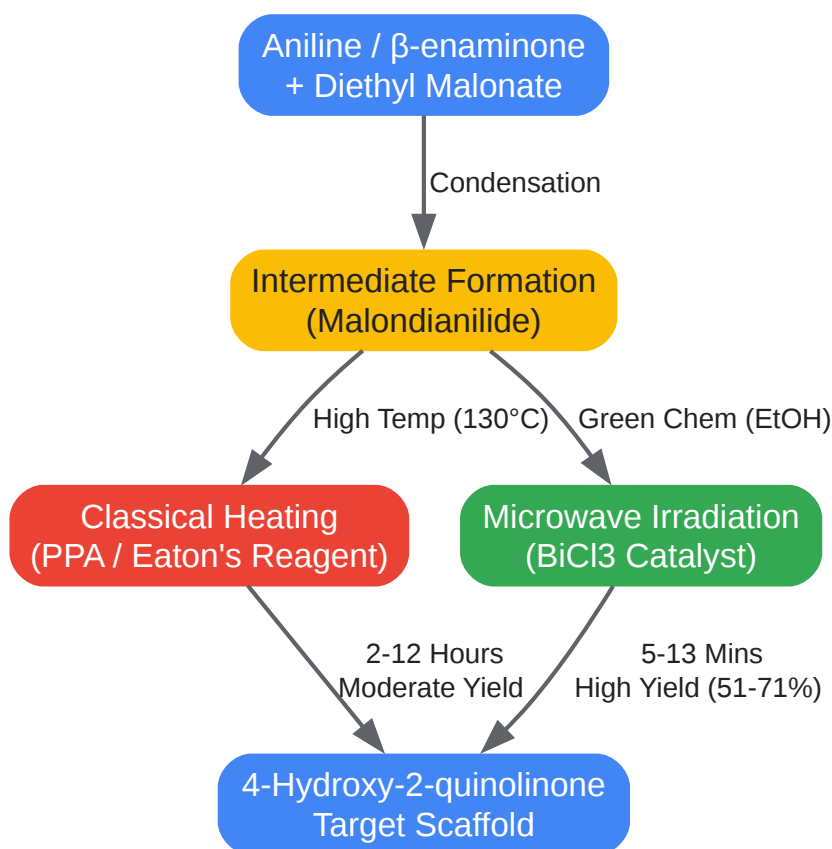 Aniline / β-enaminone
+ Diethyl Malonate
Condensation
Intermediate Formation
(Malondianilide)
High Temp (130°C)
Green Chem (EtOH)
Classical Heating
(PPA / Eaton's Reagent)
Microwave Irradiation
(BiCl3 Catalyst)
2-12 Hours
Moderate Yield
5-13 Mins
High Yield (51-71%)
4-Hydroxy-2-quinolinone
Target Scaffold